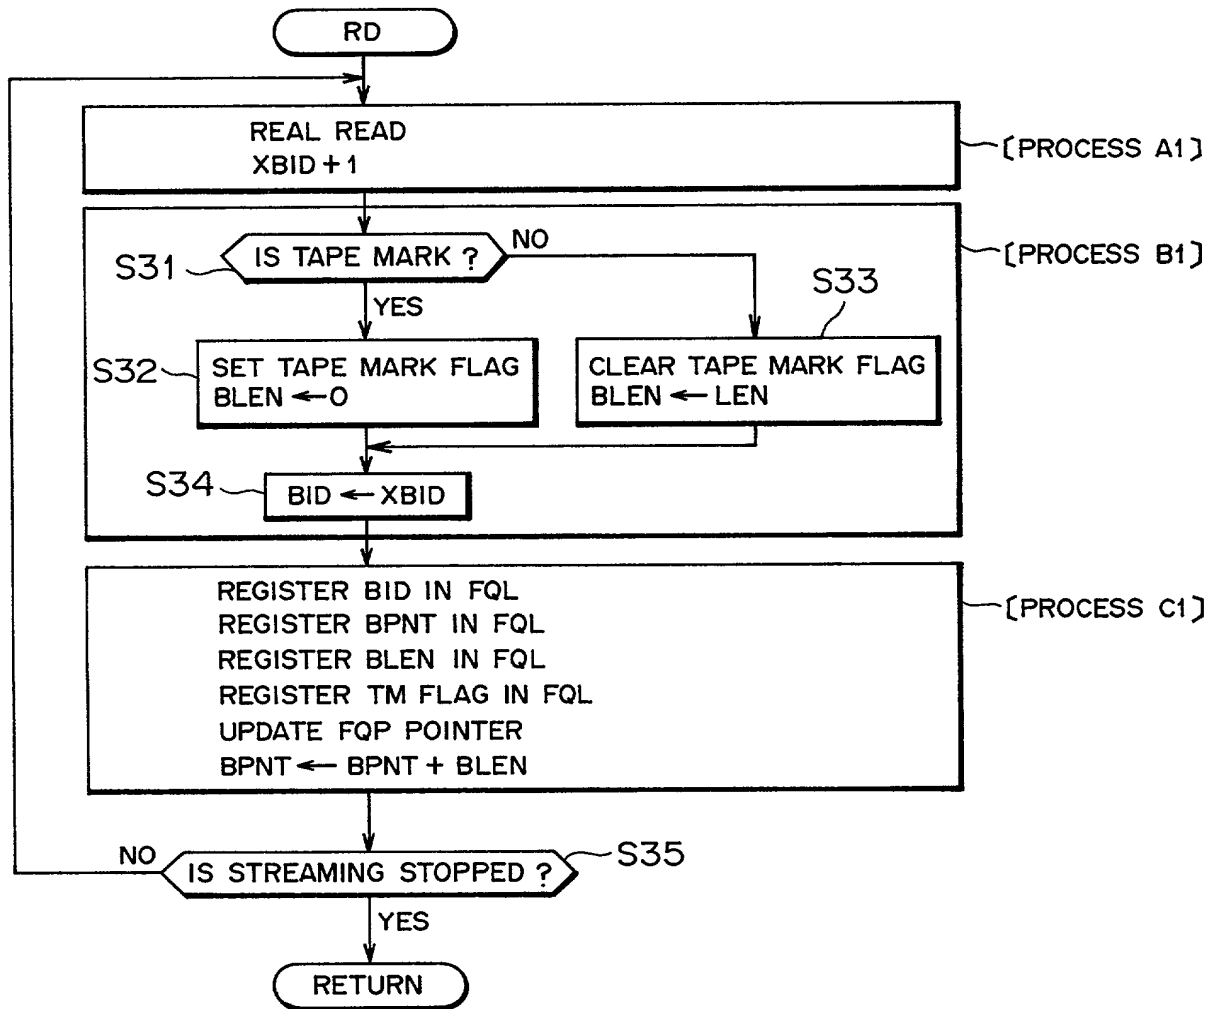 RD
REAL READ
XBID + 1
[PROCESS A1]
S31
IS TAPE MARK ?
NO
YES
[PROCESS B1]
S33
S32
SET TAPE MARK FLAG
BLEN ← 0
CLEAR TAPE MARK FLAG
BLEN ← LEN
S34
BID ← XBID
REGISTER BID IN FQL
REGISTER BPNT IN FQL
REGISTER BLEN IN FQL
REGISTER TM FLAG IN FQL
UPDATE FQP POINTER
BPNT ← BPNT + BLEN
[PROCESS C1]
NO
IS STREAMING STOPPED ?
S35
YES
RETURN